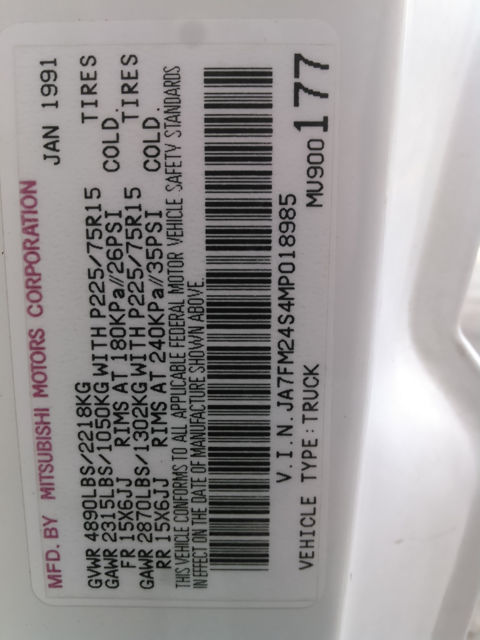 MFD. BY MITSUBISHI MOTORS CORPORATION JAN 1991
GVWR 4890LBS/2218KG
GAWR 2315LBS/1050KG WITH P225/75R15 TIRES
FR 15X6JJ RIMS AT 180KPa//26PSI COLD.
GAWR 2870LBS/1302KG WITH P225/75R15 TIRES
RR 15X6JJ RIMS AT 240KPa//35PSI COLD.
THIS VEHICLE CONFORMS TO ALL APPLICABLE FEDERAL MOTOR VEHICLE SAFETY STANDARDS
IN EFFECT ON THE DATE OF MANUFACTURE SHOWN ABOVE.
V.I.N JA7FM24S4MP018985
VEHICLE TYPE:TRUCK MU900177